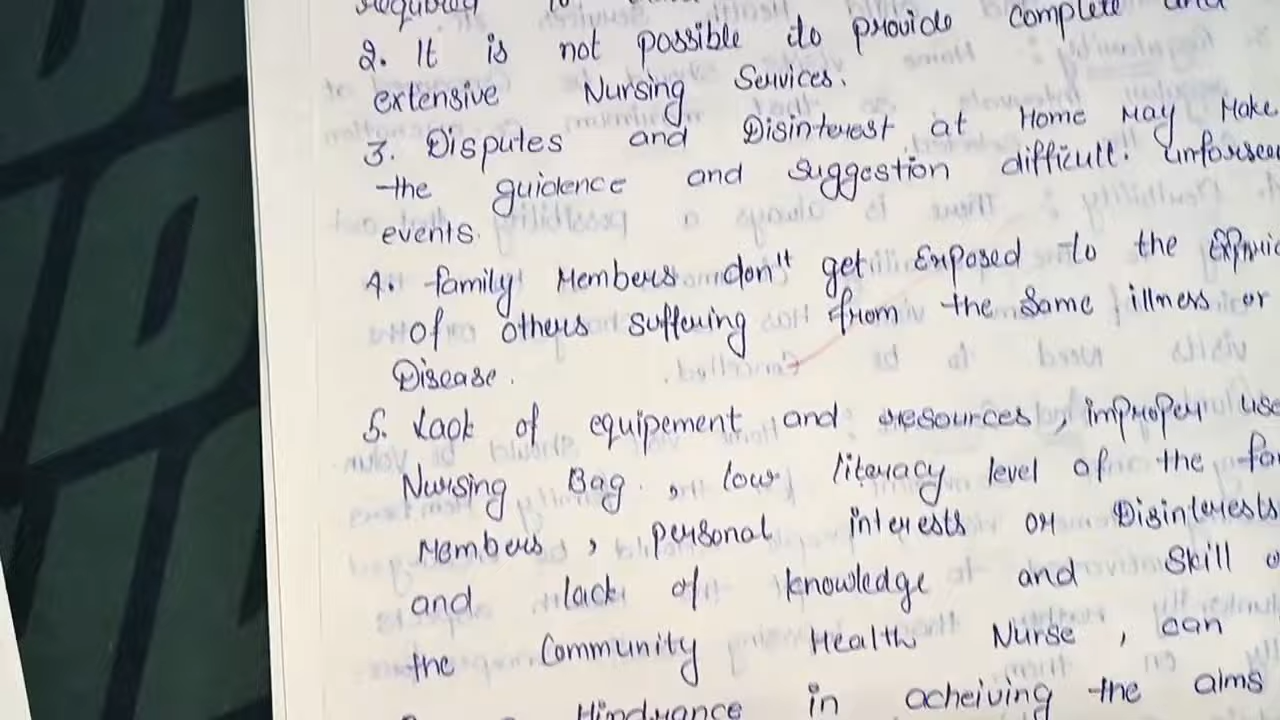 required to
2. It is not possible to provide complete and
extensive Nursing Services.
3. Disputes and Disinterest at Home May Make
the guidence and suggestion difficult. unforseen
events.
4. family Members don't get Exposed to the
of others suffering from the same illness or
Disease.
5. Lack of equipement and resources, improper use
Nursing Bag, low literacy level of the
Members, personal interests or Disinterests
and lack of knowledge and skill
the Community Health Nurse, can
Hindrance in acheiving the aims